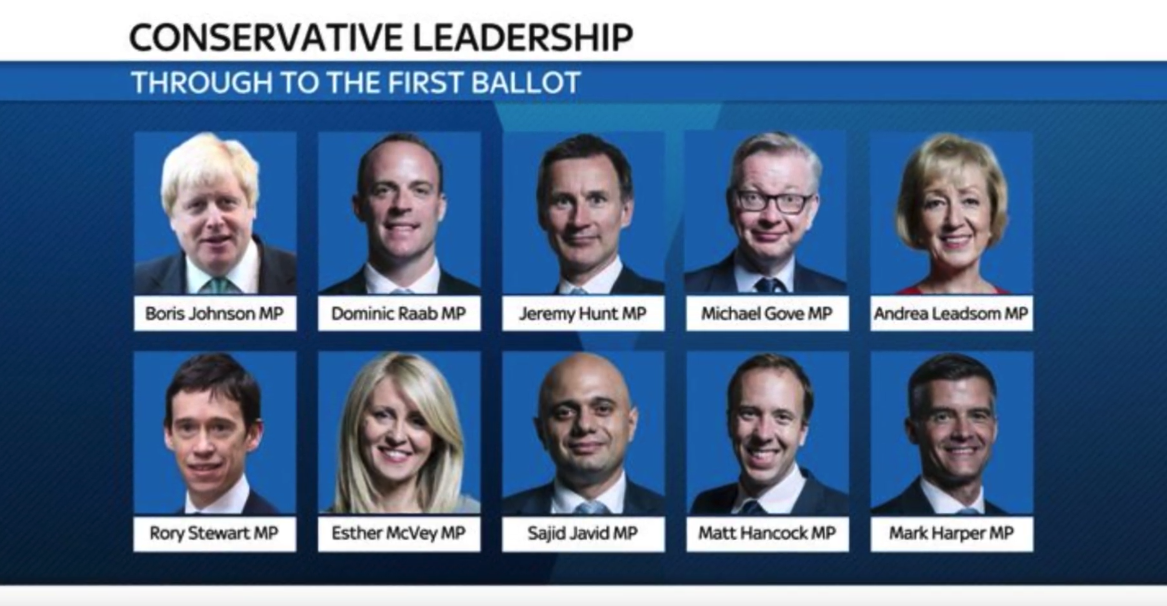 CONSERVATIVE LEADERSHIP
THROUGH TO THE FIRST BALLOT
Boris Johnson MP
Dominic Raab MP
Jeremy Hunt MP
Michael Gove MP
Andrea Leadsom MP
Rory Stewart MP
Esther McVey MP
Sajid Javid MP
Matt Hancock MP
Mark Harper MP